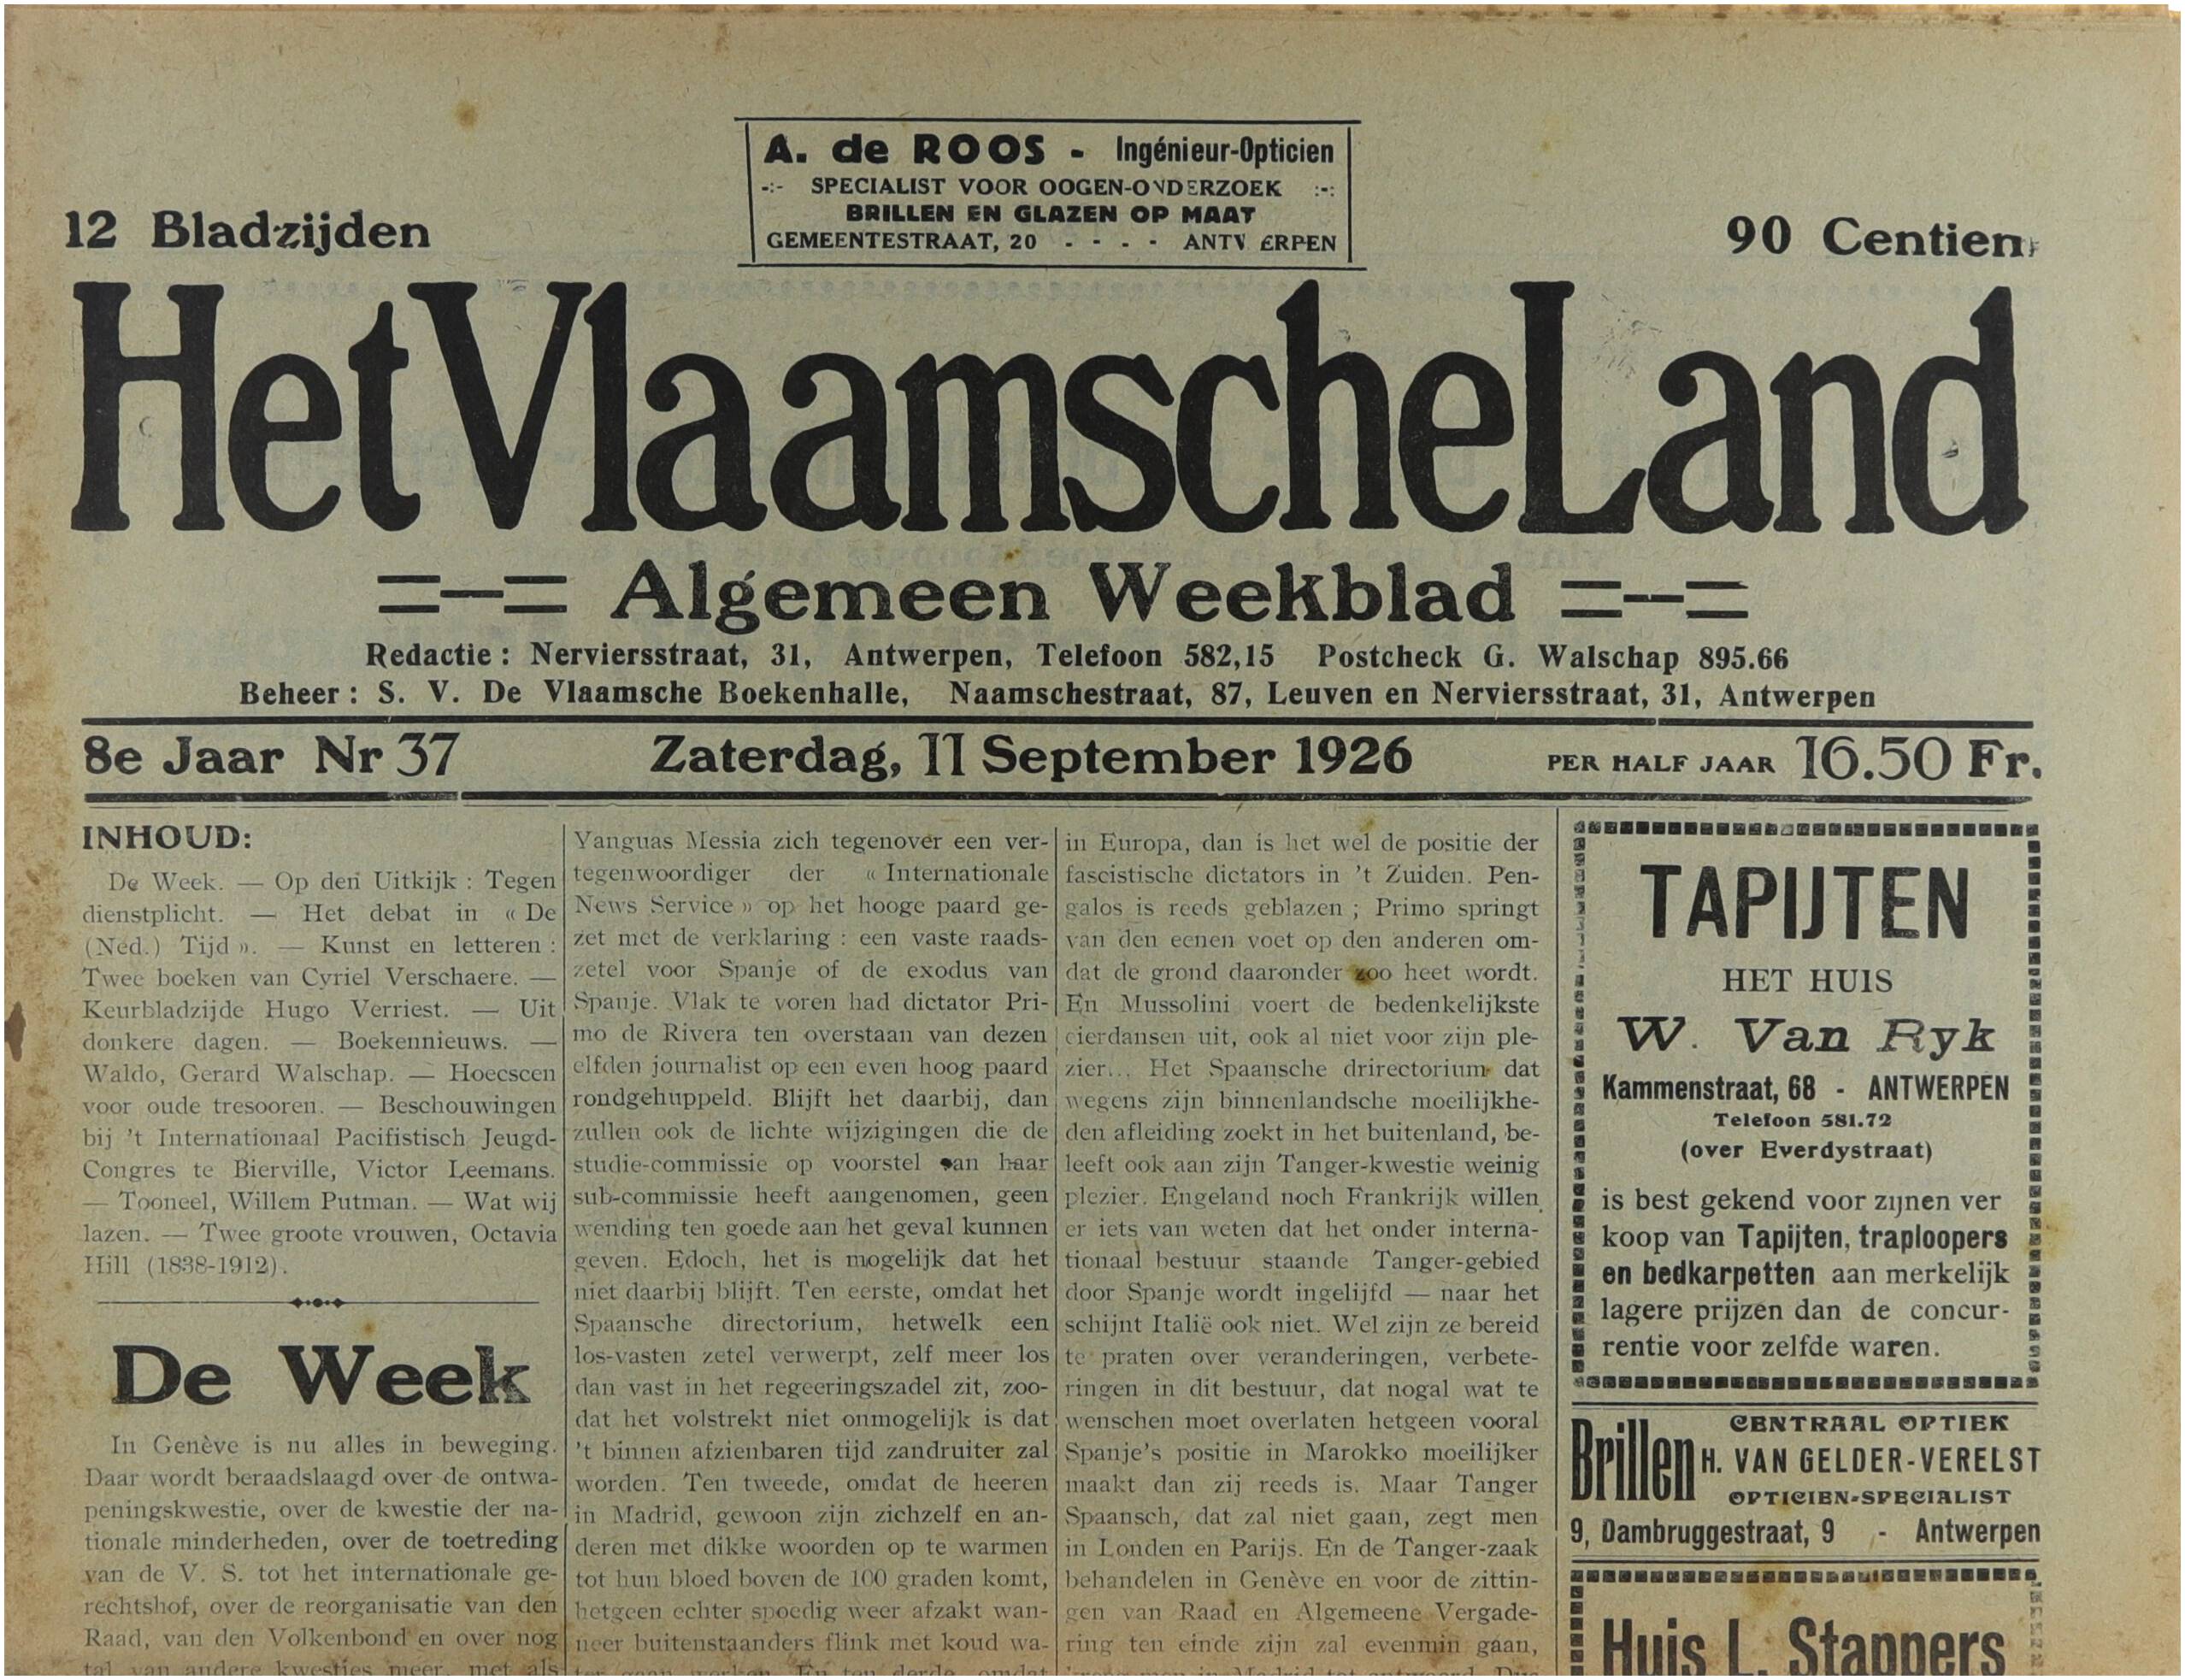 A. de ROOS - Ingénieur-Opticien
-:- SPECIALIST VOOR OOGEN-ONDERZOEK :-:
BRILLEN EN GLAZEN OP MAAT
GEMEENTESTRAAT, 20 - - - - ANTWERPEN
12 Bladzijden
90 Centiem
Het Vlaamsche Land
=-= Algemeen Weekblad =-=
Redactie : Nerviersstraat, 31, Antwerpen, Telefoon 582,15 Postcheck G. Walschap 895.66
Beheer : S. V. De Vlaamsche Boekenhalle, Naamschestraat, 87, Leuven en Nerviersstraat, 31, Antwerpen
8e Jaar Nr 37
Zaterdag, 11 September 1926
PER HALF JAAR 16.50 Fr.
INHOUD:
De Week. — Op den Uitkijk : Tegen
dienstplicht. — Het debat in « De
(Ned.) Tijd ». — Kunst en letteren :
Twee boeken van Cyriel Verschaere. —
Keurbladzijde Hugo Verriest. — Uit
donkere dagen. — Boekennieuws. —
Waldo, Gerard Walschap. — Hoecscen
voor oude tresooren. — Beschouwingen
bij 't Internationaal Pacifistisch Jeugd-
Congres te Bierville, Victor Leemans.
— Tooneel, Willem Putman. — Wat wij
lazen. — Twee groote vrouwen, Octavia
Hill (1838-1912).
De Week
In Genève is nu alles in beweging.
Daar wordt beraadslaagd over de ontwa-
peningskwestie, over de kwestie der na-
tionale minderheden, over de toetreding
van de V. S. tot het internationale ge-
rechtshof, over de reorganisatie van den
Raad, van den Volkenbond en over nog
tal van andere kwesties meer, met als
Yanguas Messia zich tegenover een ver-
tegenwoordiger der « Internationale
News Service » op het hooge paard ge-
zet met de verklaring : een vaste raads-
zetel voor Spanje of de exodus van
Spanje. Vlak te voren had dictator Pri-
mo de Rivera ten overstaan van dezen
elfden journalist op een even hoog paard
rondgehuppeld. Blijft het daarbij, dan
zullen ook de lichte wijzigingen die de
studie-commissie op voorstel van haar
sub-commissie heeft aangenomen, geen
wending ten goede aan het geval kunnen
geven. Edoch, het is mogelijk dat het
niet daarbij blijft. Ten eerste, omdat het
Spaansche directorium, hetwelk een
los-vasten zetel verwerpt, zelf meer los
dan vast in het regeeringszadel zit, zoo-
dat het volstrekt niet onmogelijk is dat
't binnen afzienbaren tijd zandruiter zal
worden. Ten tweede, omdat de heeren
in Madrid, gewoon zijn zichzelf en an-
deren met dikke woorden op te warmen
tot hun bloed boven de 100 graden komt,
hetgeen echter spoedig weer afzakt wan-
neer buitenstaanders flink met koud wa-
ter gaan werken. En ten derde, omdat
in Europa, dan is het wel de positie der
fascistische dictators in 't Zuiden. Pen-
galos is reeds geblazen ; Primo springt
van den eenen voet op den anderen om-
dat de grond daaronder zoo heet wordt.
En Mussolini voert de bedenkelijkste
eierdansen uit, ook al niet voor zijn ple-
zier... Het Spaansche drirectorium dat
wegens zijn binnenlandsche moeilijkhe-
den afleiding zoekt in het buitenland, be-
leeft ook aan zijn Tanger-kwestie weinig
plezier. Engeland noch Frankrijk willen
er iets van weten dat het onder interna-
tionaal bestuur staande Tanger-gebied
door Spanje wordt ingelijfd — naar het
schijnt Italië ook niet. Wel zijn ze bereid
te praten over veranderingen, verbete-
ringen in dit bestuur, dat nogal wat te
wenschen moet overlaten hetgeen vooral
Spanje's positie in Marokko moeilijker
maakt dan zij reeds is. Maar Tanger
Spaansch, dat zal niet gaan, zegt men
in Londen en Parijs. En de Tanger-zaak
behandelen in Genève en voor de zittin-
gen van Raad en Algemeene Vergade-
ring ten einde zijn zal evenmin gaan,
TAPIJTEN
HET HUIS
W. Van Ryk
Kammenstraat, 68 - ANTWERPEN
Telefoon 581.72
(over Everdystraat)
is best gekend voor zijnen ver
koop van Tapijten, traploopers
en bedkarpetten aan merkelijk
lagere prijzen dan de concur-
rentie voor zelfde waren.
Brillen
CENTRAAL OPTIEK
H. VAN GELDER-VERELST
OPTICIEN-SPECIALIST
9, Dambruggestraat, 9 - Antwerpen
Huis L. Stappers